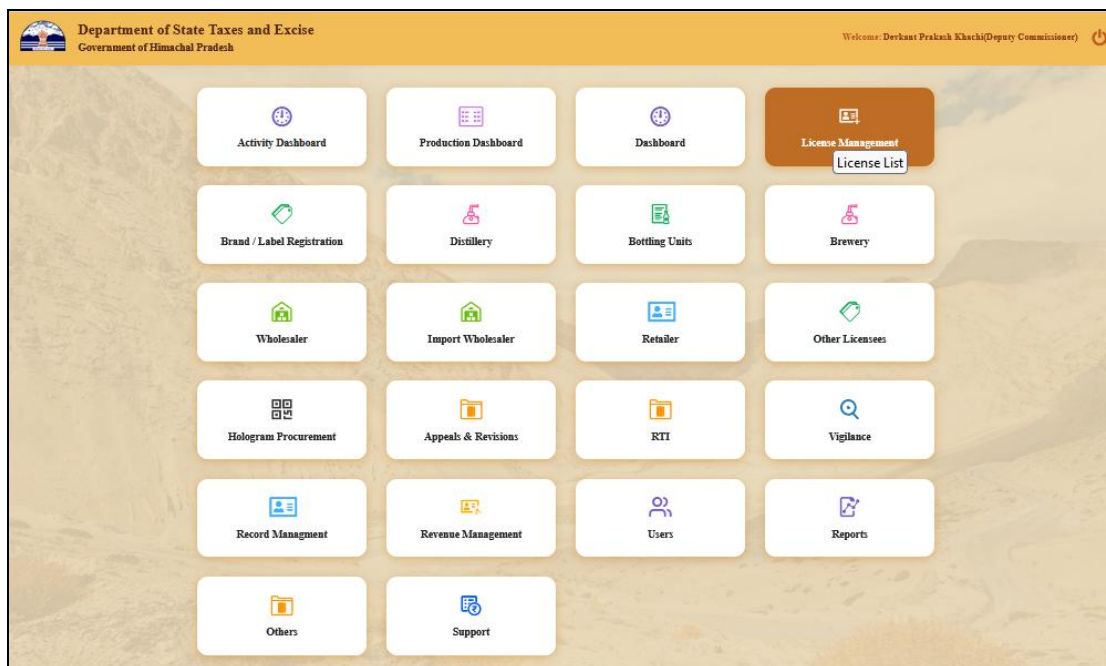 Department of State Taxes and Excise
Government of Himachal Pradesh
Welcome: Devkant Prakash Khachi(Deputy Commissioner)
Activity Dashboard
Production Dashboard
Dashboard
License Management
License List
Brand / Label Registration
Distillery
Bottling Units
Brewery
Wholesaler
Import Wholesaler
Retailer
Other Licensees
Hologram Procurement
Appeals & Revisions
RTI
Vigilance
Record Managment
Revenue Management
Users
Reports
Others
Support